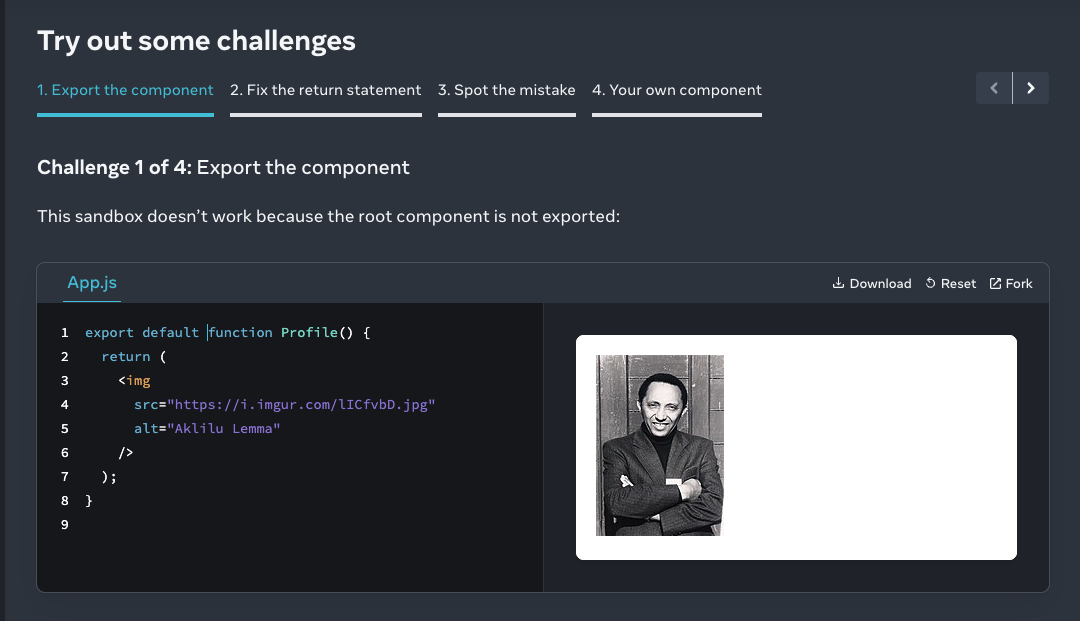 Try out some challenges
1. Export the component 2. Fix the return statement 3. Spot the mistake 4. Your own component
Challenge 1 of 4: Export the component
This sandbox doesn’t work because the root component is not exported:
App.js Download Reset Fork
1 export default function Profile() {
2 return (
3 <img
4 src="https://i.imgur.com/lICfvbD.jpg"
5 alt="Aklilu Lemma"
6 />
7 );
8 }
9